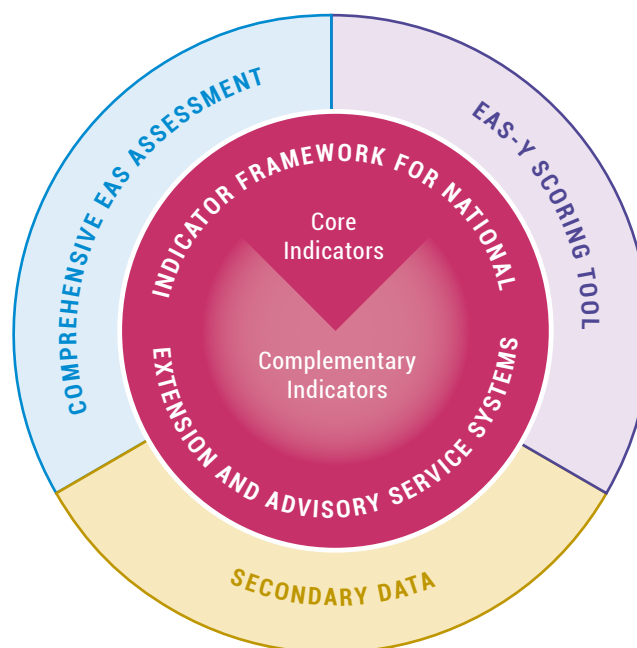 COMPREHENSIVE EAS ASSESSMENT
EAS-Y SCORING TOOL
INDICATOR FRAMEWORK FOR NATIONAL
Core
Indicators
Complementary
Indicators
EXTENSION AND ADVISORY SERVICE SYSTEMS
SECONDARY DATA